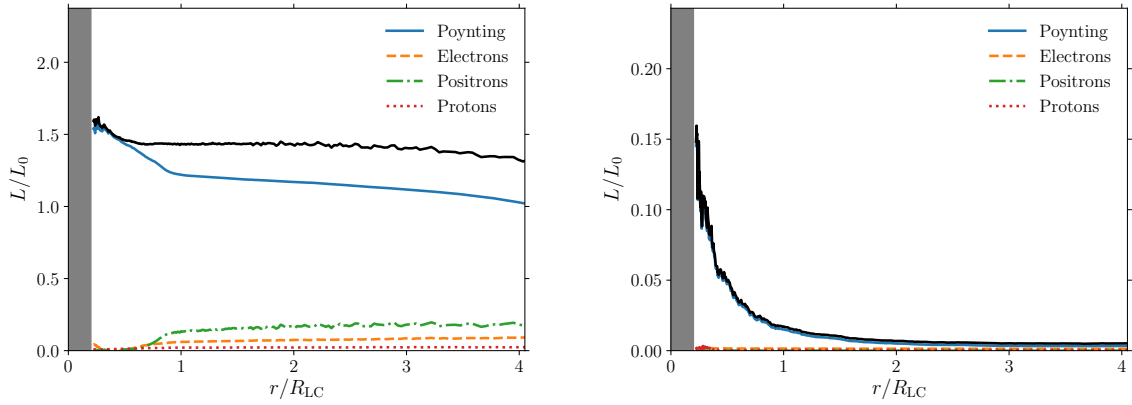 2.0
1.5
1.0
0.5
0.0
L/L₀
0 1 2 3 4
r/R_LC
Poynting
Electrons
Positrons
Protons
0.20
0.15
0.10
0.05
0.00
L/L₀
0 1 2 3 4
r/R_LC
Poynting
Electrons
Positrons
Protons